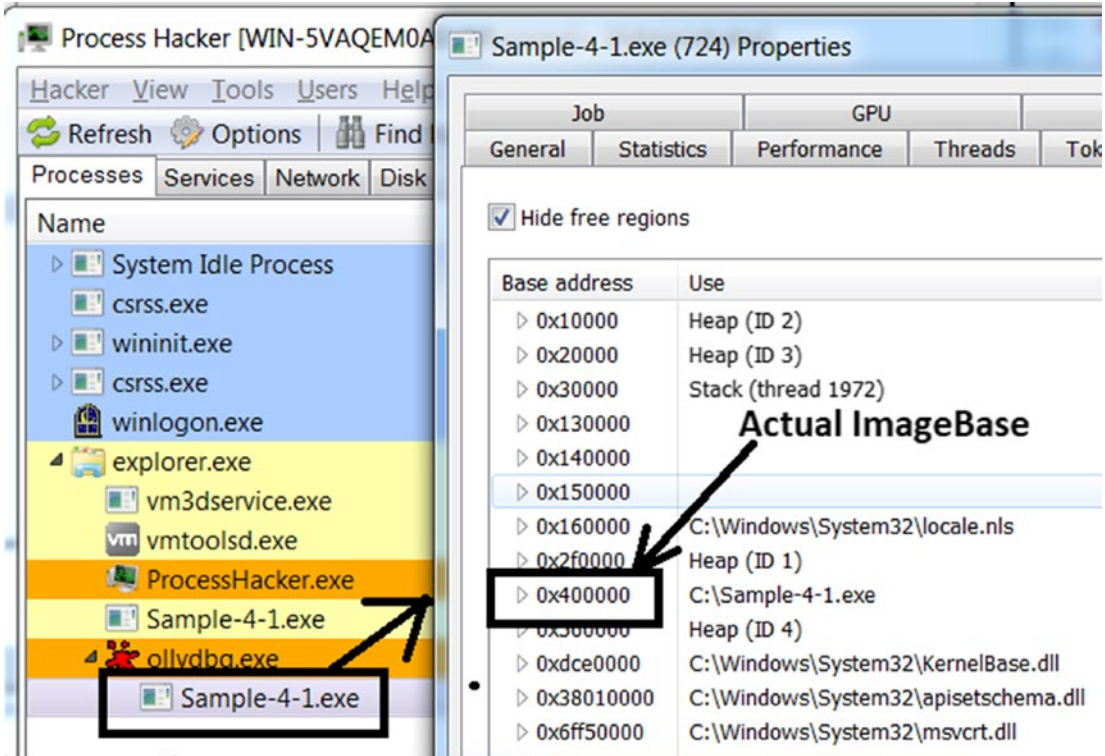 Process Hacker [WIN-5VAQEM0A
Hacker View Tools Users Help
Refresh Options Find
Processes Services Network Disk
Name
System Idle Process
csrss.exe
wininit.exe
csrss.exe
winlogon.exe
explorer.exe
vm3dservice.exe
vm vmtoolsd.exe
ProcessHacker.exe
Sample-4-1.exe
ollydbg.exe
Sample-4-1.exe
Sample-4-1.exe (724) Properties
Job GPU
General Statistics Performance Threads Tok
Hide free regions
Base address Use
0x10000 Heap (ID 2)
0x20000 Heap (ID 3)
0x30000 Stack (thread 1972)
0x130000
Actual ImageBase
0x140000
0x150000
0x160000 C:\Windows\System32\locale.nls
0x2f0000 Heap (ID 1)
0x400000 C:\Sample-4-1.exe
Heap (ID 4)
0xdce0000 C:\Windows\System32\KernelBase.dll
0x38010000 C:\Windows\System32\apisetschema.dll
0x6ff50000 C:\Windows\System32\msvcrt.dll